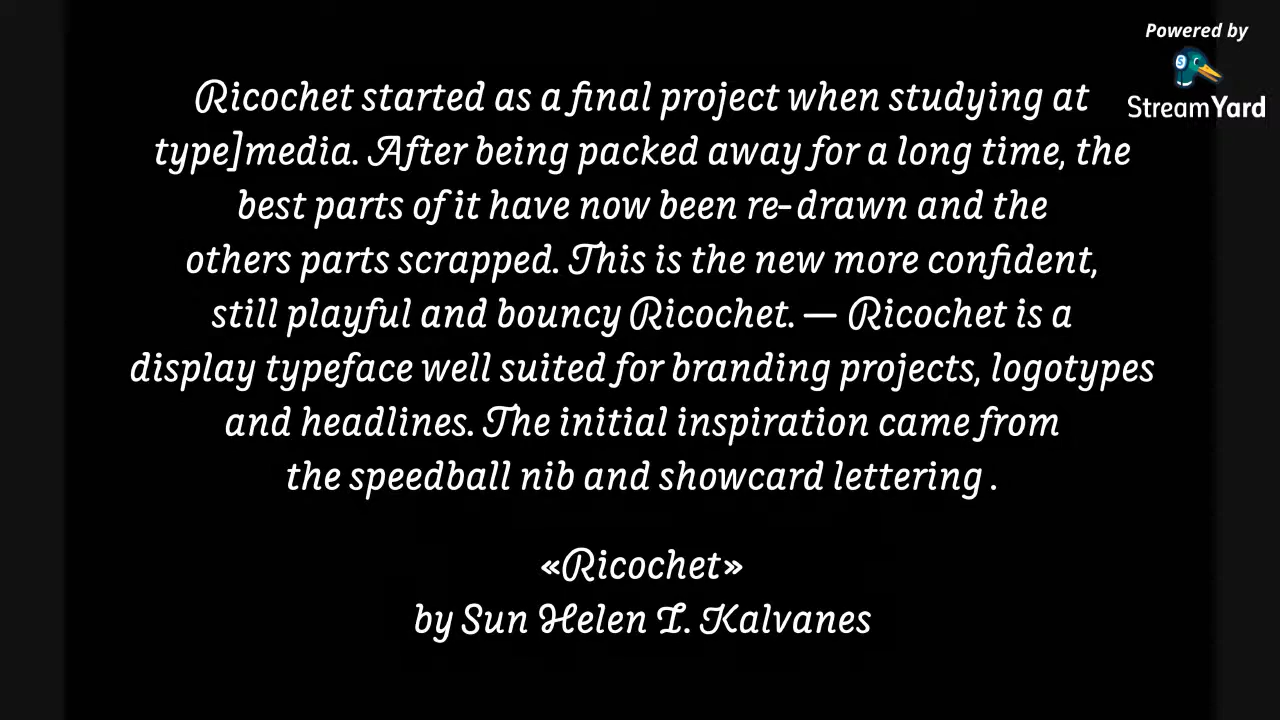 Powered by
StreamYard
Ricochet started as a final project when studying at
type]media. After being packed away for a long time, the
best parts of it have now been re-drawn and the
others parts scrapped. This is the new more confident,
still playful and bouncy Ricochet. — Ricochet is a
display typeface well suited for branding projects, logotypes
and headlines. The initial inspiration came from
the speedball nib and showcard lettering .
«Ricochet»
by Sun Helen I. Kalvanes